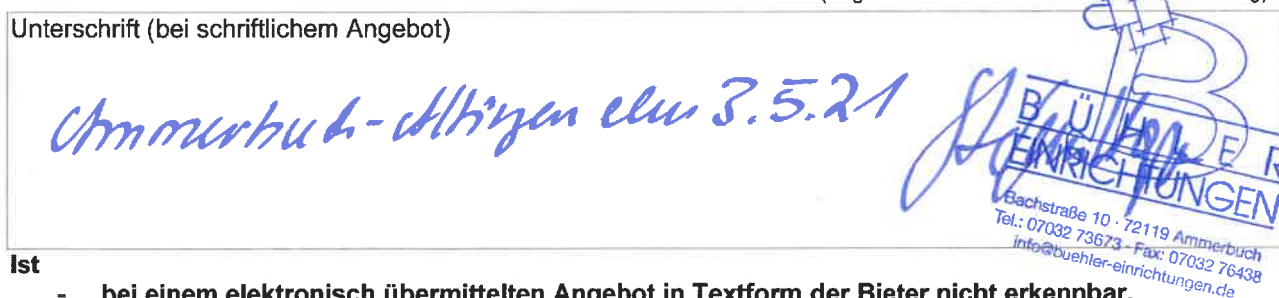 Unterschrift (bei schriftlichem Angebot)
Ammerbuch-Altingen den 3.5.21
BÜHLER
EINRICHTUNGEN
Bachstraße 10 · 72119 Ammerbuch
Tel.: 07032 73673 - Fax: 07032 76438
info@buehler-einrichtungen.de
Ist
- bei einem elektronisch übermittelten Angebot in Textform der Bieter nicht erkennbar,